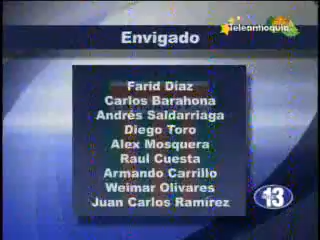 Teleantioquia
Envigado
Farid Díaz
Carlos Barahona
Andrés Saldarriaga
Diego Toro
Alex Mosquera
Raul Cuesta
Armando Carrillo
Weimar Olivares
Juan Carlos Ramírez
13